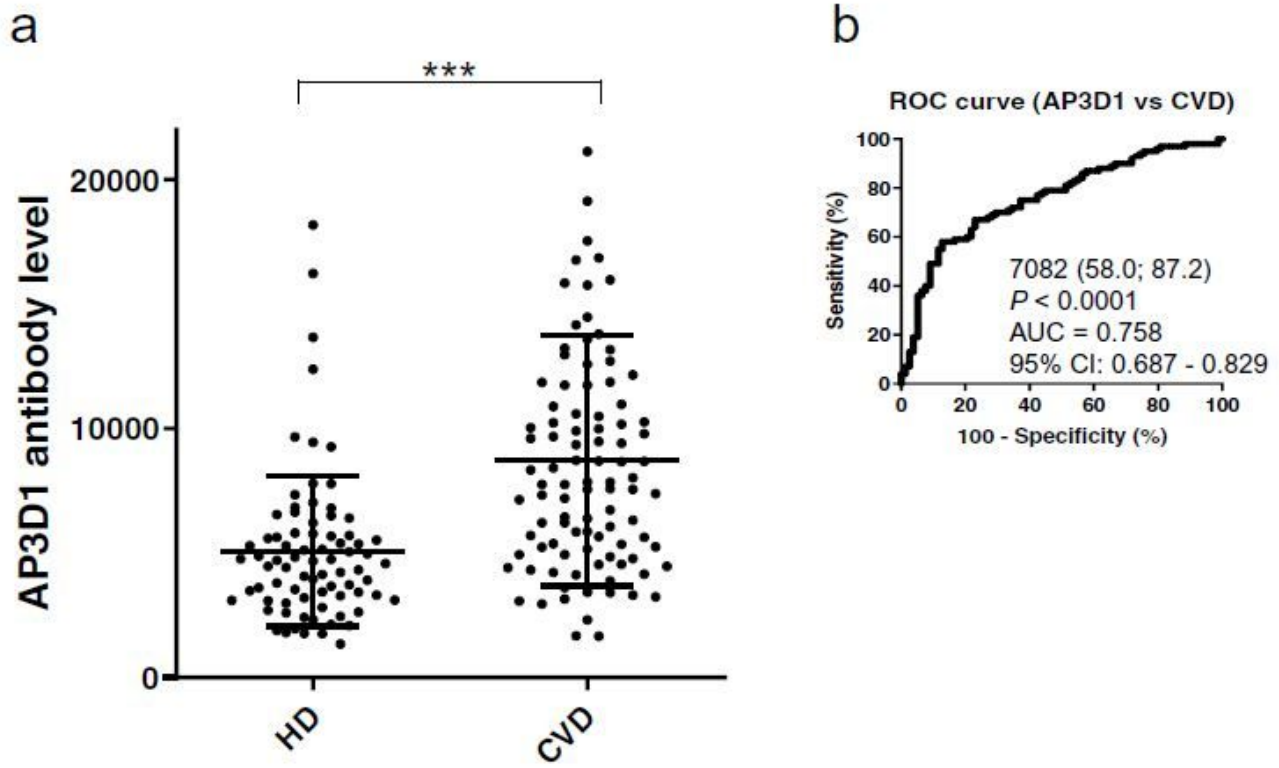 a
***
AP3D1 antibody level
20000
10000
0
HD
CVD
b
ROC curve (AP3D1 vs CVD)
Sensitivity (%)
100
80
60
40
20
0
7082 (58.0; 87.2)
P < 0.0001
AUC = 0.758
95% CI: 0.687 - 0.829
0 20 40 60 80 100
100 - Specificity (%)